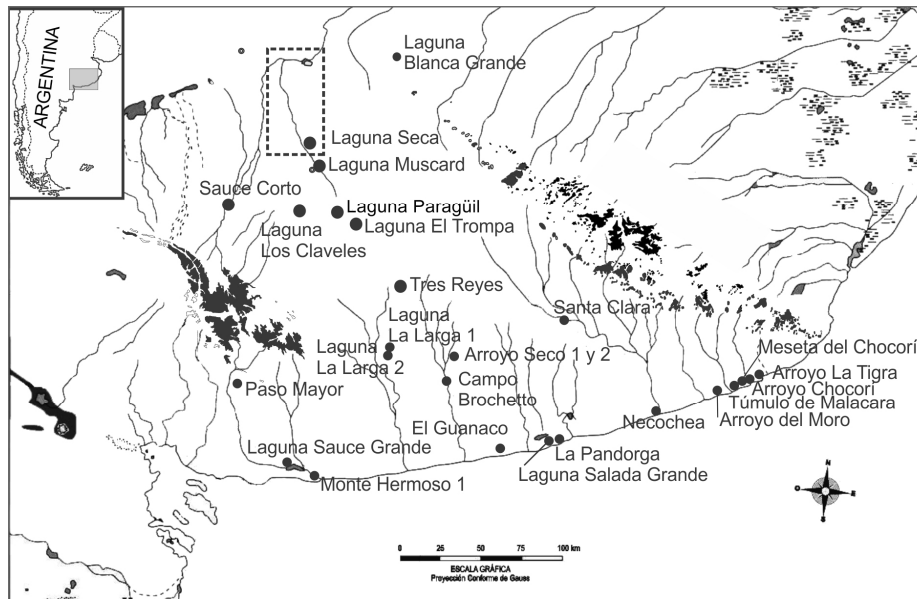 ARGENTINA
Laguna
Blanca Grande
Laguna Seca
Laguna Muscard
Sauce Corto
Laguna Paragüil
Laguna
Los Claveles
Laguna El Trompa
Tres Reyes
Laguna
La Larga 1
Santa Clara
Laguna
La Larga 2
Arroyo Seco 1 y 2
Meseta del Chocorí
Paso Mayor
Campo
Brochetto
Arroyo La Tigra
Arroyo Chocorí
Túmulo de Malacara
Necochea
Arroyo del Moro
El Guanaco
Laguna Sauce Grande
La Pandorga
Laguna Salada Grande
Monte Hermoso 1
N
O
E
S
0 25 50 75 100 km
ESCALA GRÁFICA
Proyección Conforme de Gauss